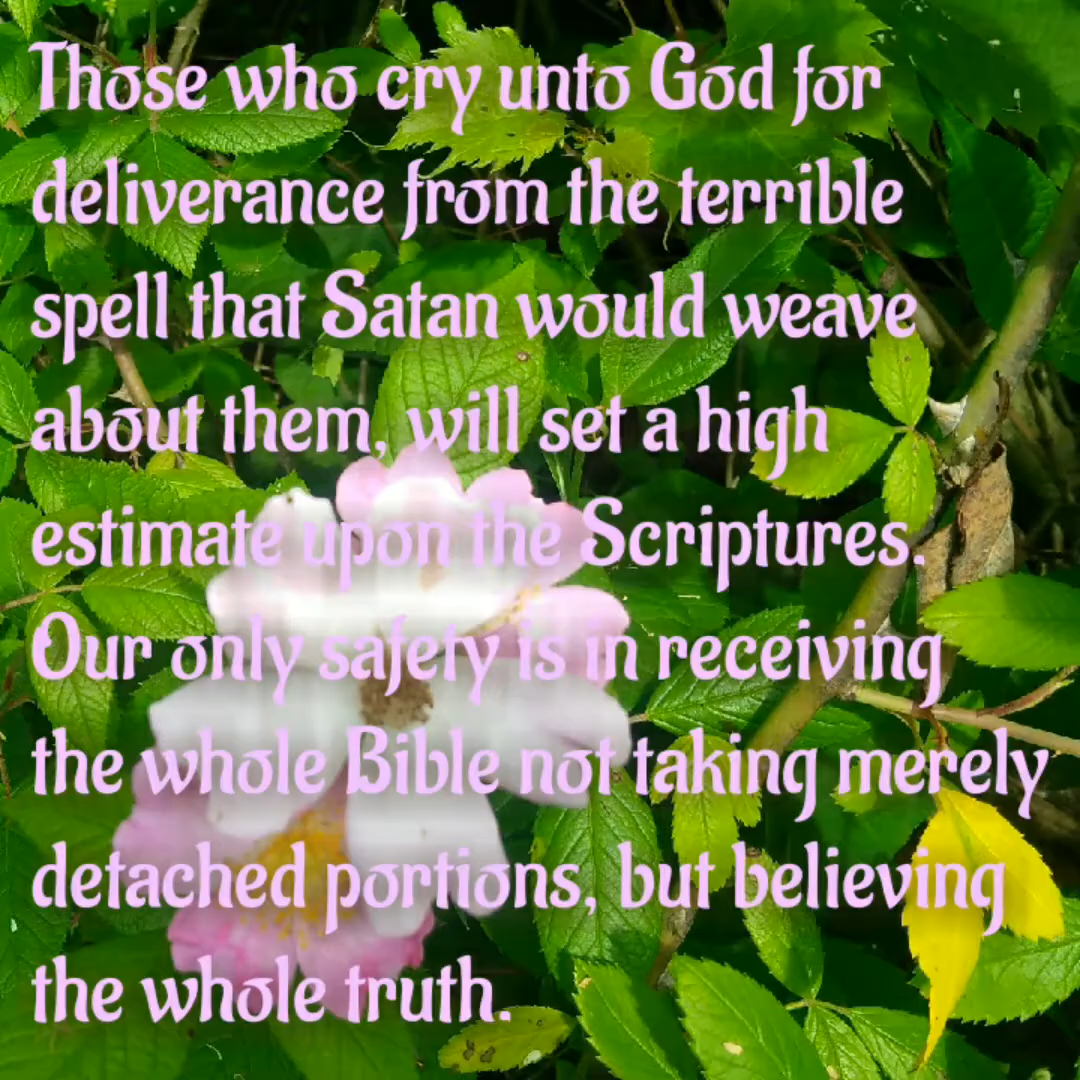 Those who cry unto God for
deliverance from the terrible
spell that Satan would weave
about them, will set a high
estimate upon the Scriptures.
Our only safety is in receiving
the whole Bible not taking merely
detached portions, but believing
the whole truth.